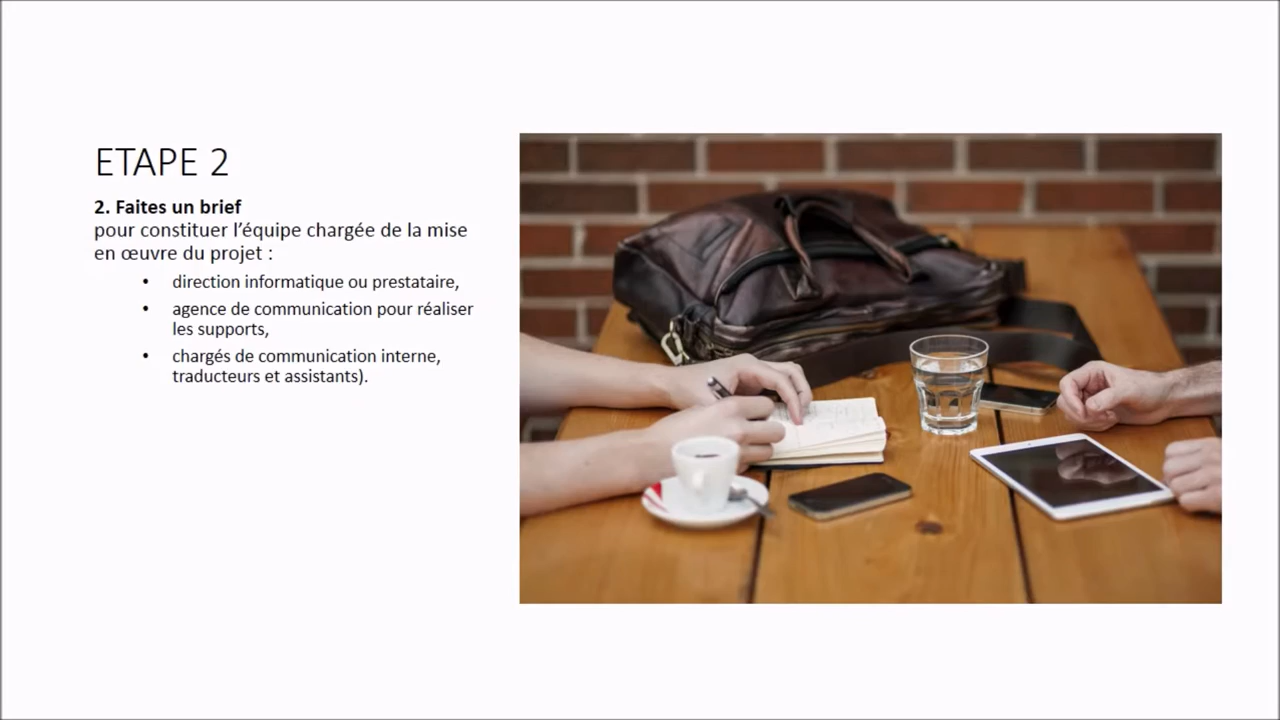 ETAPE 2
2. Faites un brief
pour constituer l’équipe chargée de la mise
en œuvre du projet :
• direction informatique ou prestataire,
• agence de communication pour réaliser
les supports,
• chargés de communication interne,
traducteurs et assistants).